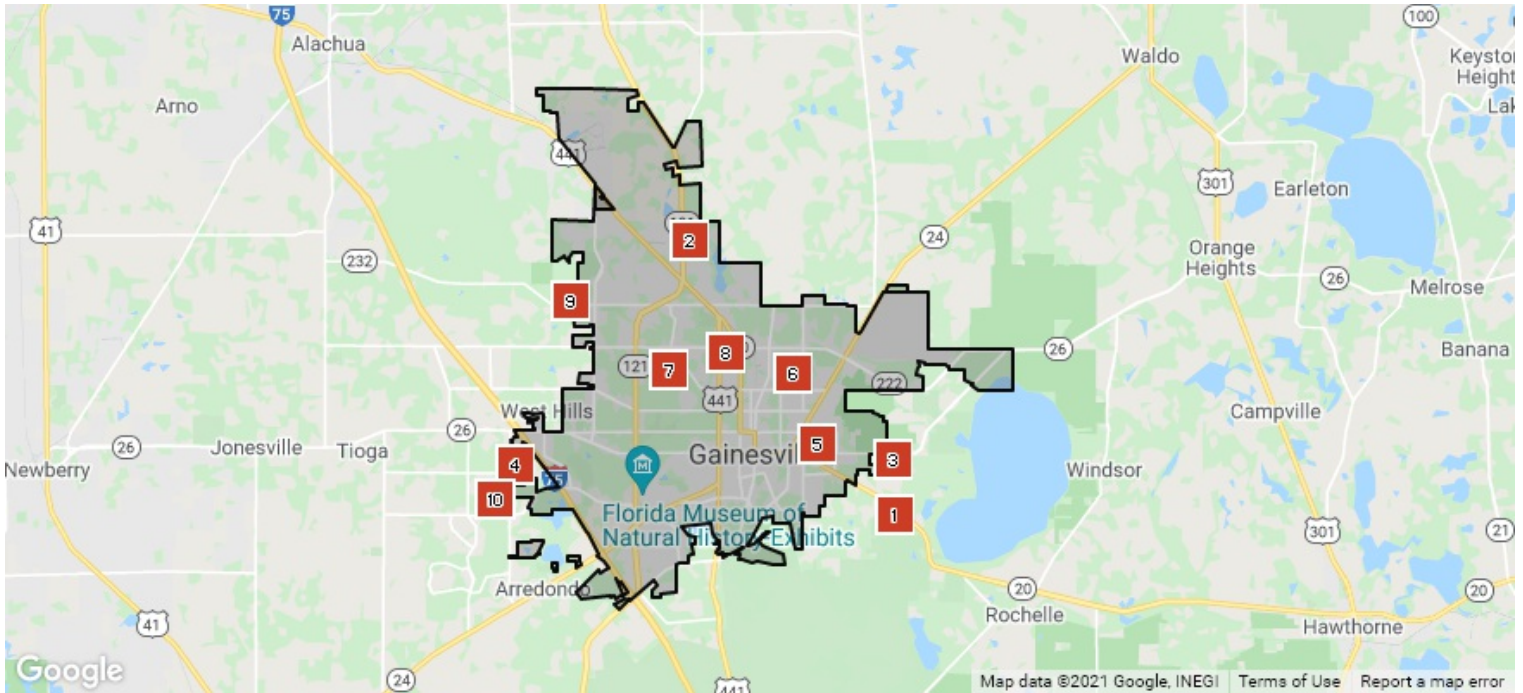 75
Alachua
Waldo
100
Keyston
Height
Lak
Arno
441
301
Earleton
41
2
24
Orange
Heights
232
26
9
Melrose
26
8
Banana
121
7
6
222
441
West Hills
Campville
26
26
Jonesville
Tioga
Newberry
5
Gainesvil
3
4
75
Windsor
10
1
Florida Museum of
Natural History Exhibits
301
21
Arredondo
20
20
Rochelle
41
Hawthorne
Google
24
441
Map data ©2021 Google, INEGI
Terms of Use
Report a map error